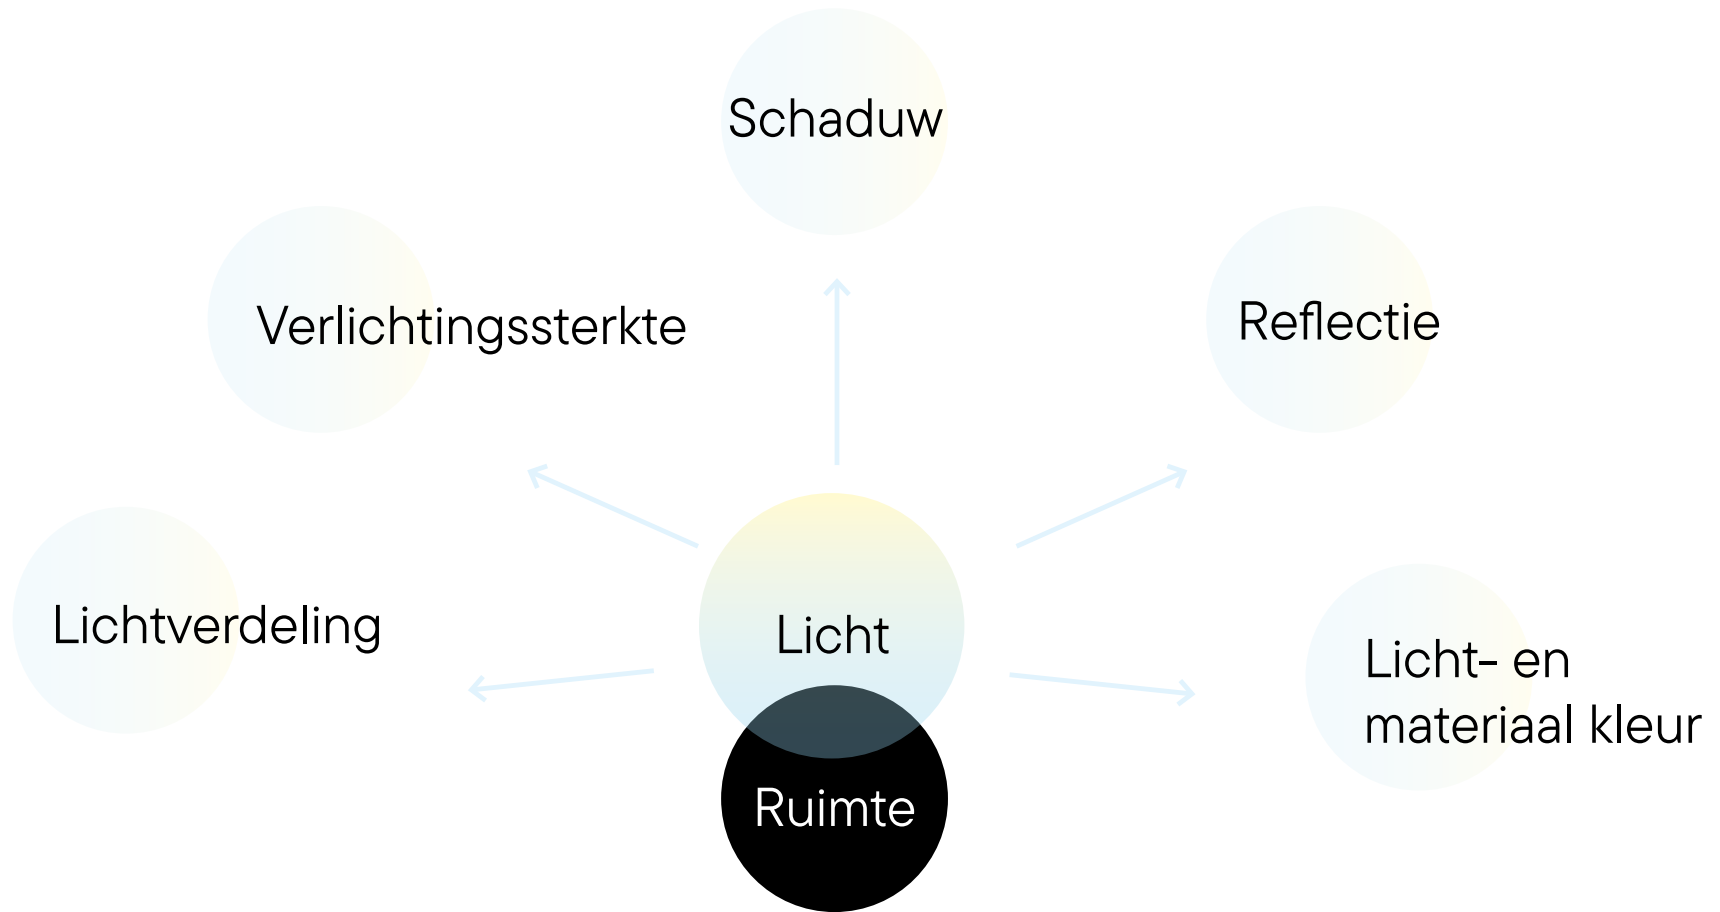 Schaduw
Verlichtingssterkte
Reflectie
Lichtverdeling
Licht
Licht- en
materiaal kleur
Ruimte